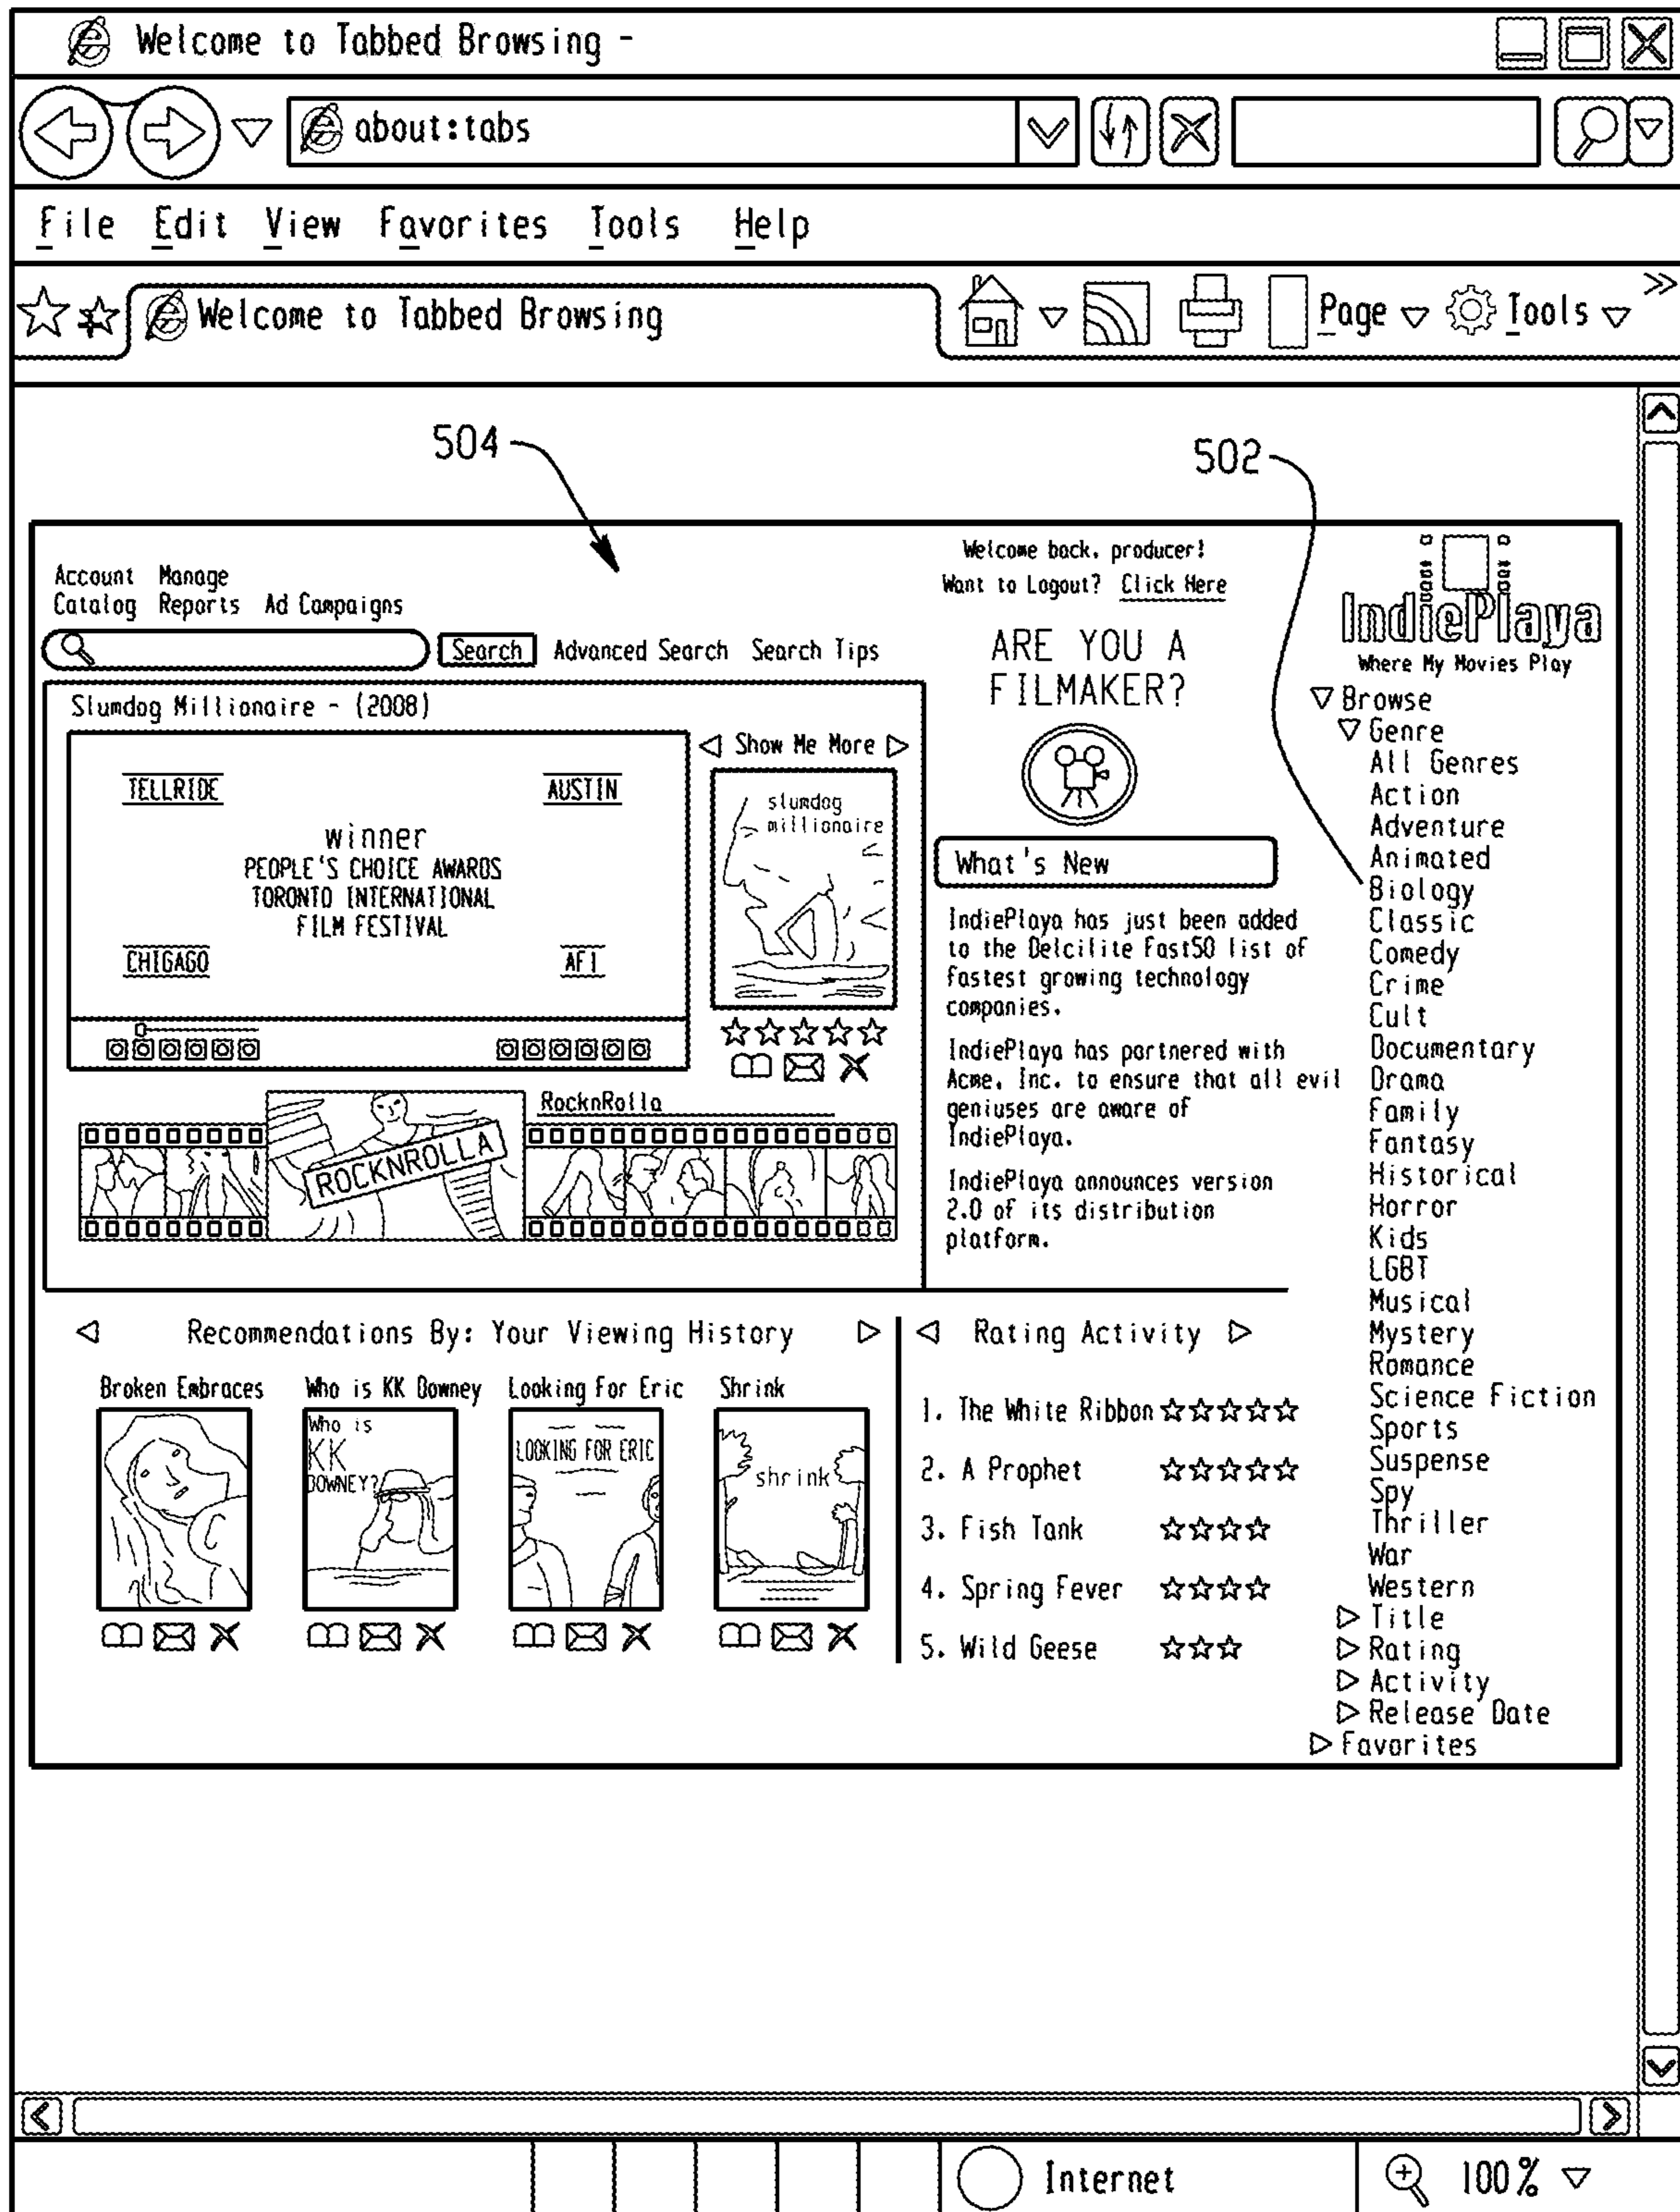 Welcome to Tabbed Browsing -
about:tabs
File Edit View Favorites Tools Help
Welcome to Tabbed Browsing
Page Tools
504
502
Account Manage
Catalog Reports Ad Campaigns
Search Advanced Search Search Tips
Slumdog Millionaire - (2008)
TELLRIDE AUSTIN
winner
PEOPLE'S CHOICE AWARDS
TORONTO INTERNATIONAL
FILM FESTIVAL
CHIGAGO AFI
Show Me More
slumdog
millionaire
RocknRolla
ROCKNROLLA
Welcome back, producer!
Want to Logout? Click Here
ARE YOU A
FILMAKER?
What's New
IndiePlaya has just been added
to the Delcilite Fast50 list of
fastest growing technology
companies.
IndiePlaya has partnered with
Acme, Inc. to ensure that all evil
geniuses are aware of
IndiePlaya.
IndiePlaya announces version
2.0 of its distribution
platform.
IndiePlaya
Where My Movies Play
Browse
Genre
All Genres
Action
Adventure
Animated
Biology
Classic
Comedy
Crime
Cult
Documentary
Drama
Family
Fantasy
Historical
Horror
Kids
LGBT
Musical
Mystery
Romance
Science Fiction
Sports
Suspense
Spy
Thriller
War
Western
Title
Rating
Activity
Release Date
Favorites
Recommendations By: Your Viewing History
Broken Embraces Who is KK Downey Looking For Eric Shrink
Who is
KK
DOWNEY?
LOOKING FOR ERIC
shrink
Rating Activity
1. The White Ribbon
2. A Prophet
3. Fish Tank
4. Spring Fever
5. Wild Geese
Internet
100%